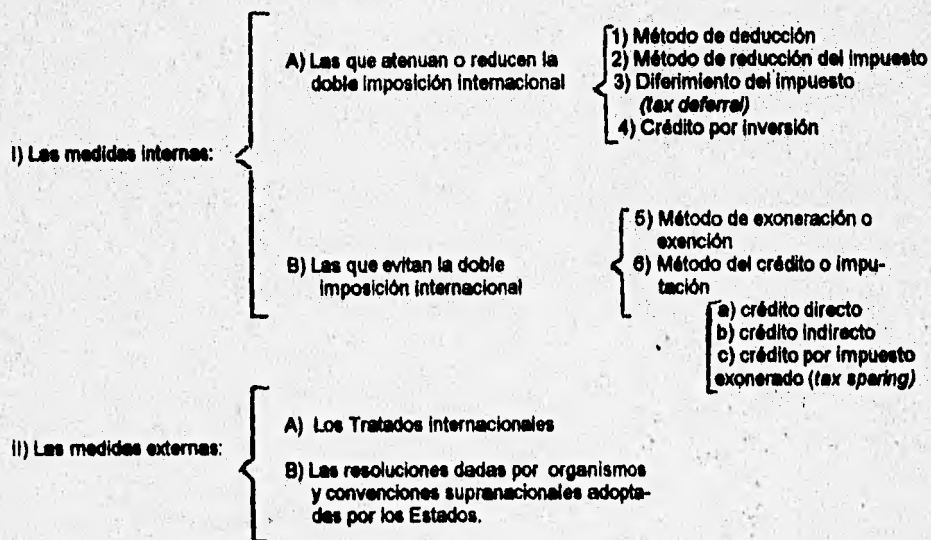 I) Las medidas internas:
A) Las que atenuan o reducen la
doble imposición internacional
1) Método de deducción
2) Método de reducción del impuesto
3) Diferimiento del impuesto
(tax deferral)
4) Crédito por inversión
B) Las que evitan la doble
imposición internacional
5) Método de exoneración o
exención
6) Método del crédito o impu-
tación
a) crédito directo
b) crédito indirecto
c) crédito por impuesto
exonerado (tax sparing)
II) Las medidas externas:
A) Los Tratados internacionales
B) Las resoluciones dadas por organismos
y convenciones supranacionales adopta-
das por los Estados.